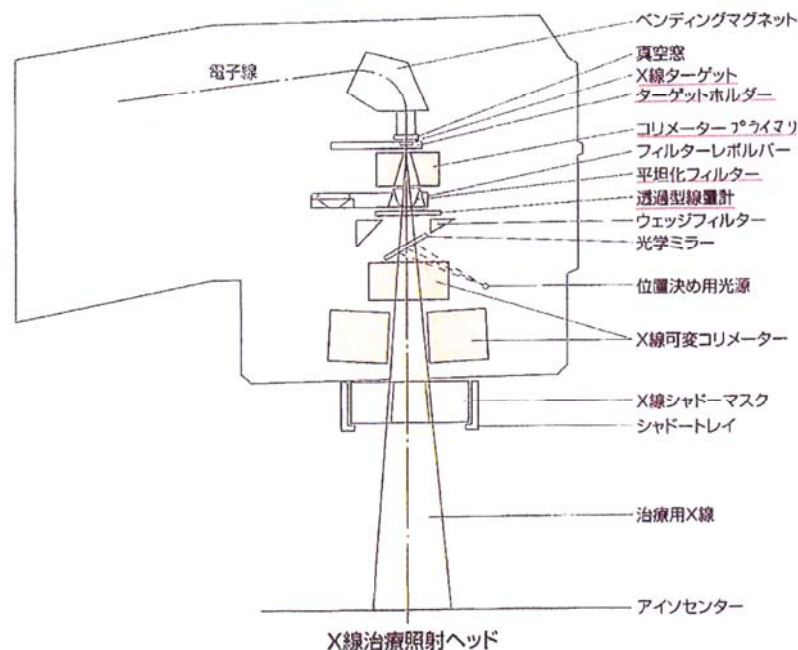 ベンディングマグネット
電子線
真空窓
X線ターゲット
ターゲットホルダー
コリメータープライマリ
フィルターレボルバー
平坦化フィルター
透過型線量計
ウェッジフィルター
光学ミラー
位置決め用光源
X線可変コリメーター
X線シャドーマスク
シャドートレイ
治療用X線
アイソセンター
X線治療照射ヘッド